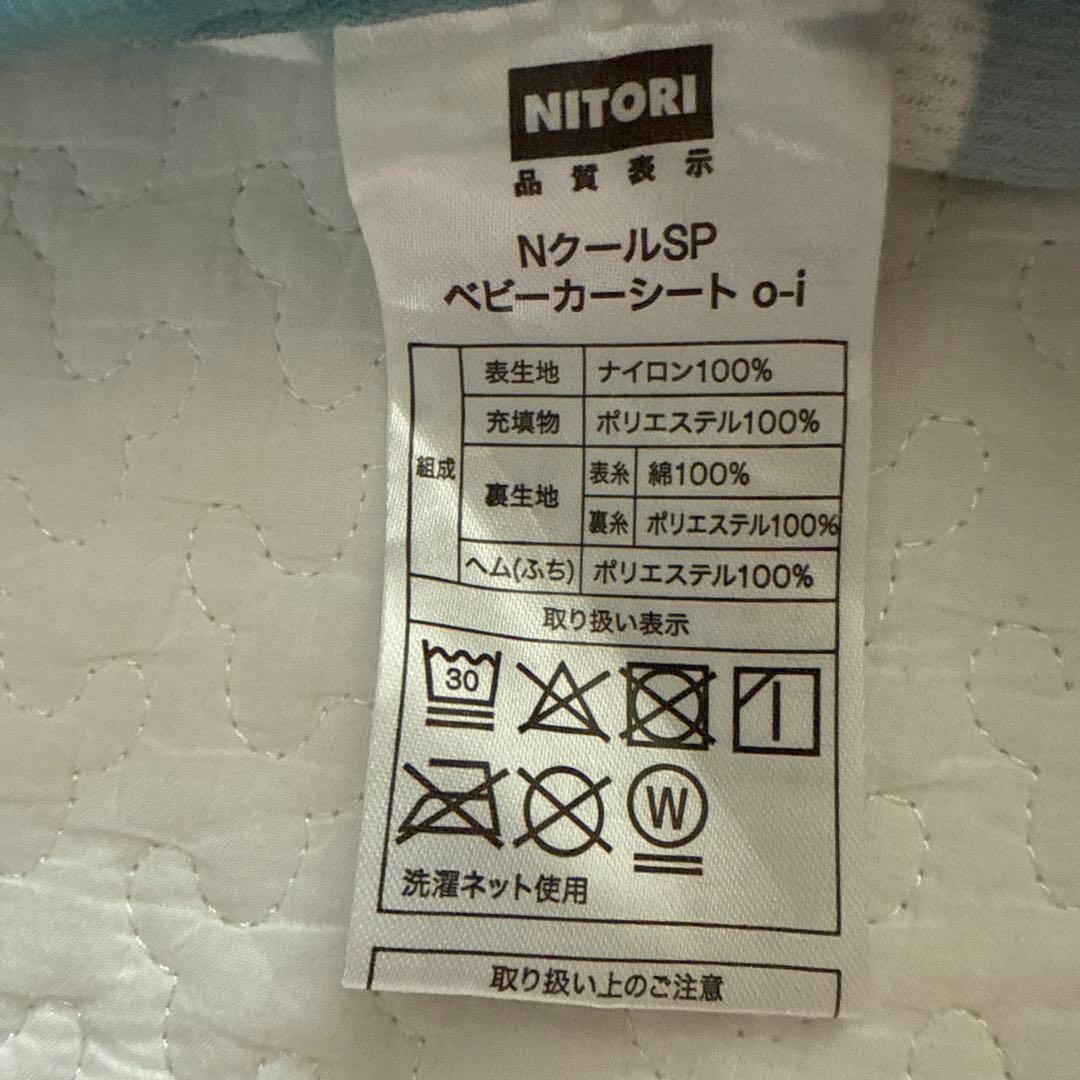 NITORI
品質表示
NクールSP
ベビーカーシート o-i
組成
表生地 ナイロン100%
充填物 ポリエステル100%
裏生地 表糸 綿100%
裏糸 ポリエステル100%
ヘム(ふち) ポリエステル100%
取り扱い表示
30
W
洗濯ネット使用
取り扱い上のご注意